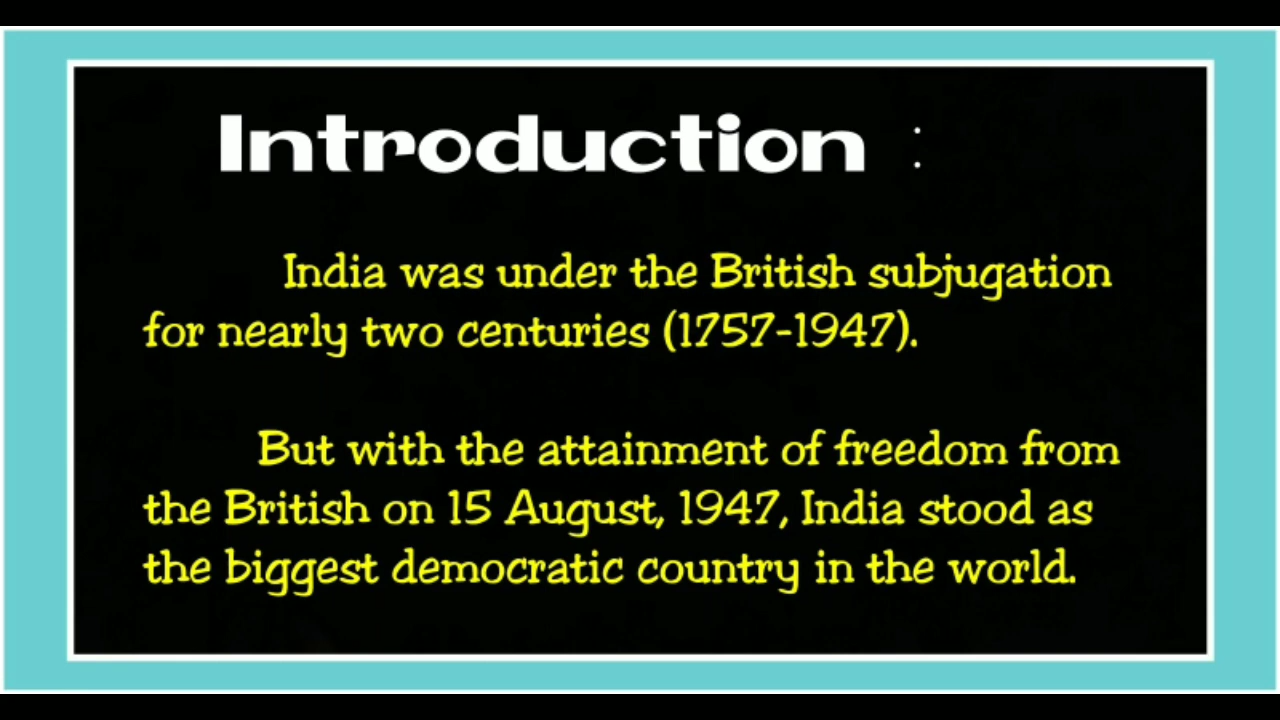 Introduction :
India was under the British subjugation
for nearly two centuries (1757-1947).
But with the attainment of freedom from
the British on 15 August, 1947, India stood as
the biggest democratic country in the world.